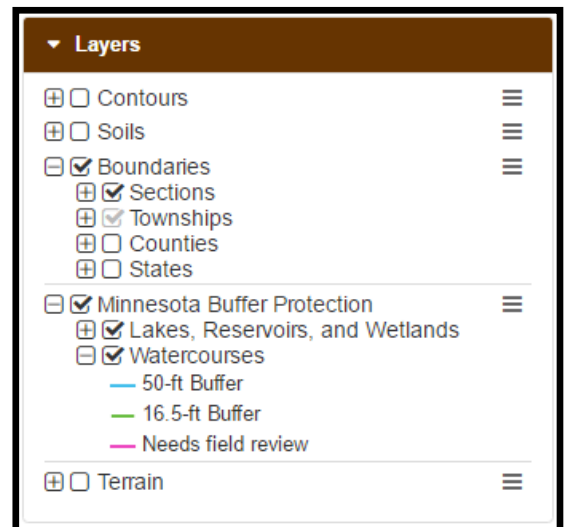 Layers
Contours
Soils
Boundaries
Sections
Townships
Counties
States
Minnesota Buffer Protection
Lakes, Reservoirs, and Wetlands
Watercourses
50-ft Buffer
16.5-ft Buffer
Needs field review
Terrain